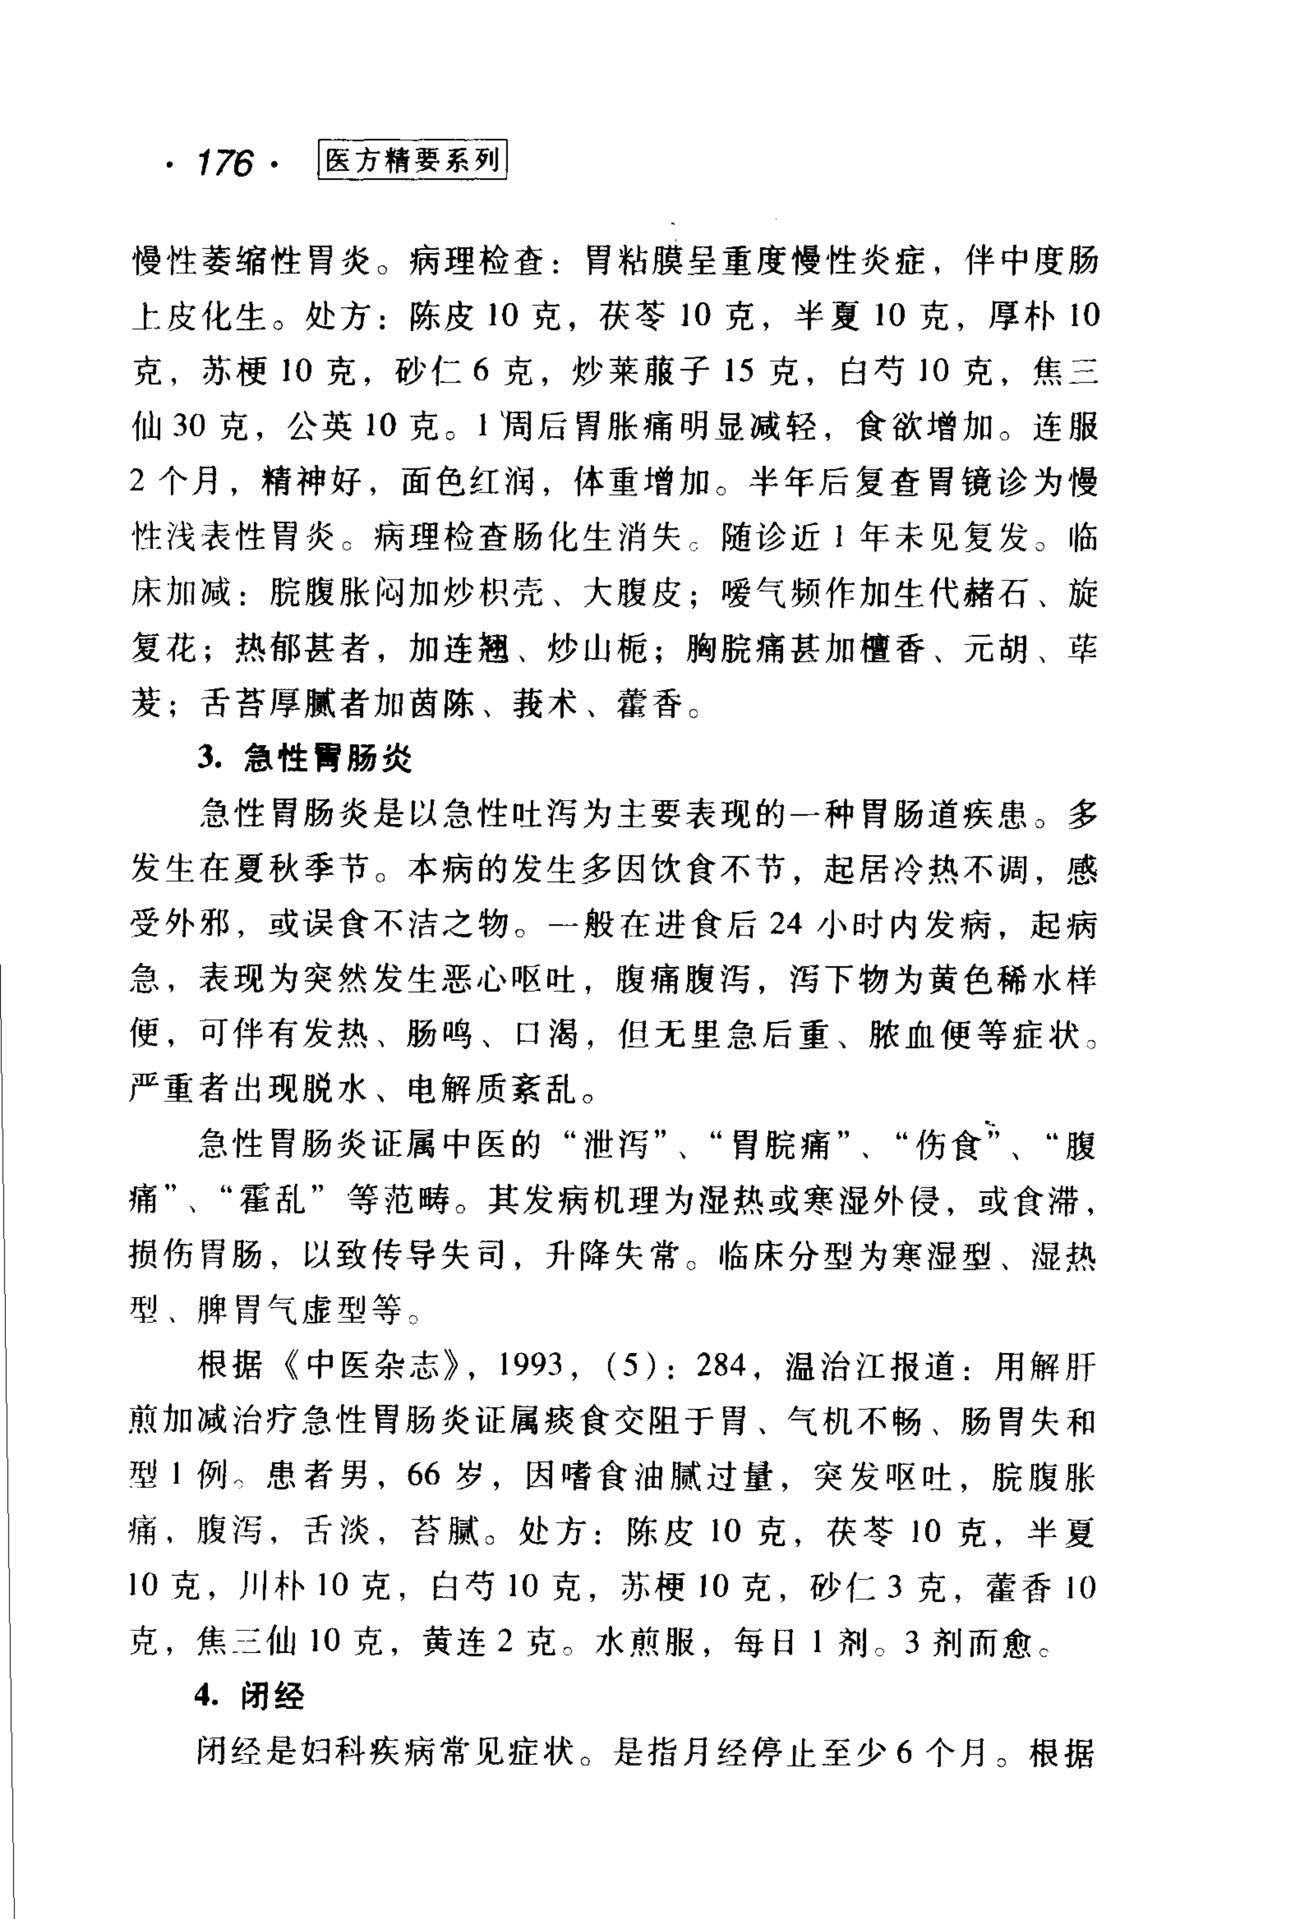 ·176· 医方精要系列
慢性萎缩性胃炎。病理检查：胃粘膜呈重度慢性炎症，伴中度肠
上皮化生。处方：陈皮 10 克，茯苓 10 克，半夏 10 克，厚朴 10
克，苏梗 10 克，砂仁 6 克，炒莱菔子 15 克，白芍 10 克，焦三
仙 30 克，公英 10 克。1 周后胃胀痛明显减轻，食欲增加。连服
2 个月，精神好，面色红润，体重增加。半年后复查胃镜诊为慢
性浅表性胃炎。病理检查肠化生消失。随诊近 1 年未见复发。临
床加减：脘腹胀闷加炒枳壳、大腹皮；嗳气频作加生代赭石、旋
复花；热郁甚者，加连翘、炒山栀；胸脘痛甚加檀香、元胡、荜
茇；舌苔厚腻者加茵陈、莪术、藿香。
3. 急性胃肠炎
急性胃肠炎是以急性吐泻为主要表现的一种胃肠道疾患。多
发生在夏秋季节。本病的发生多因饮食不节，起居冷热不调，感
受外邪，或误食不洁之物。一般在进食后 24 小时内发病，起病
急，表现为突然发生恶心呕吐，腹痛腹泻，泻下物为黄色稀水样
便，可伴有发热、肠鸣、口渴，但无里急后重、脓血便等症状。
严重者出现脱水、电解质紊乱。
急性胃肠炎证属中医的“泄泻”、“胃脘痛”、“伤食”、“腹
痛”、“霍乱”等范畴。其发病机理为湿热或寒湿外侵，或食滞，
损伤胃肠，以致传导失司，升降失常。临床分型为寒湿型、湿热
型、脾胃气虚型等。
根据《中医杂志》，1993，（5）：284，温治江报道：用解肝
煎加减治疗急性胃肠炎证属痰食交阻于胃、气机不畅、肠胃失和
型 1 例。患者男，66 岁，因嗜食油腻过量，突发呕吐，脘腹胀
痛，腹泻，舌淡，苔腻。处方：陈皮 10 克，茯苓 10 克，半夏
10 克，川朴 10 克，白芍 10 克，苏梗 10 克，砂仁 3 克，藿香 10
克，焦三仙 10 克，黄连 2 克。水煎服，每日 1 剂。3 剂而愈。
4. 闭经
闭经是妇科疾病常见症状。是指月经停止至少 6 个月。根据